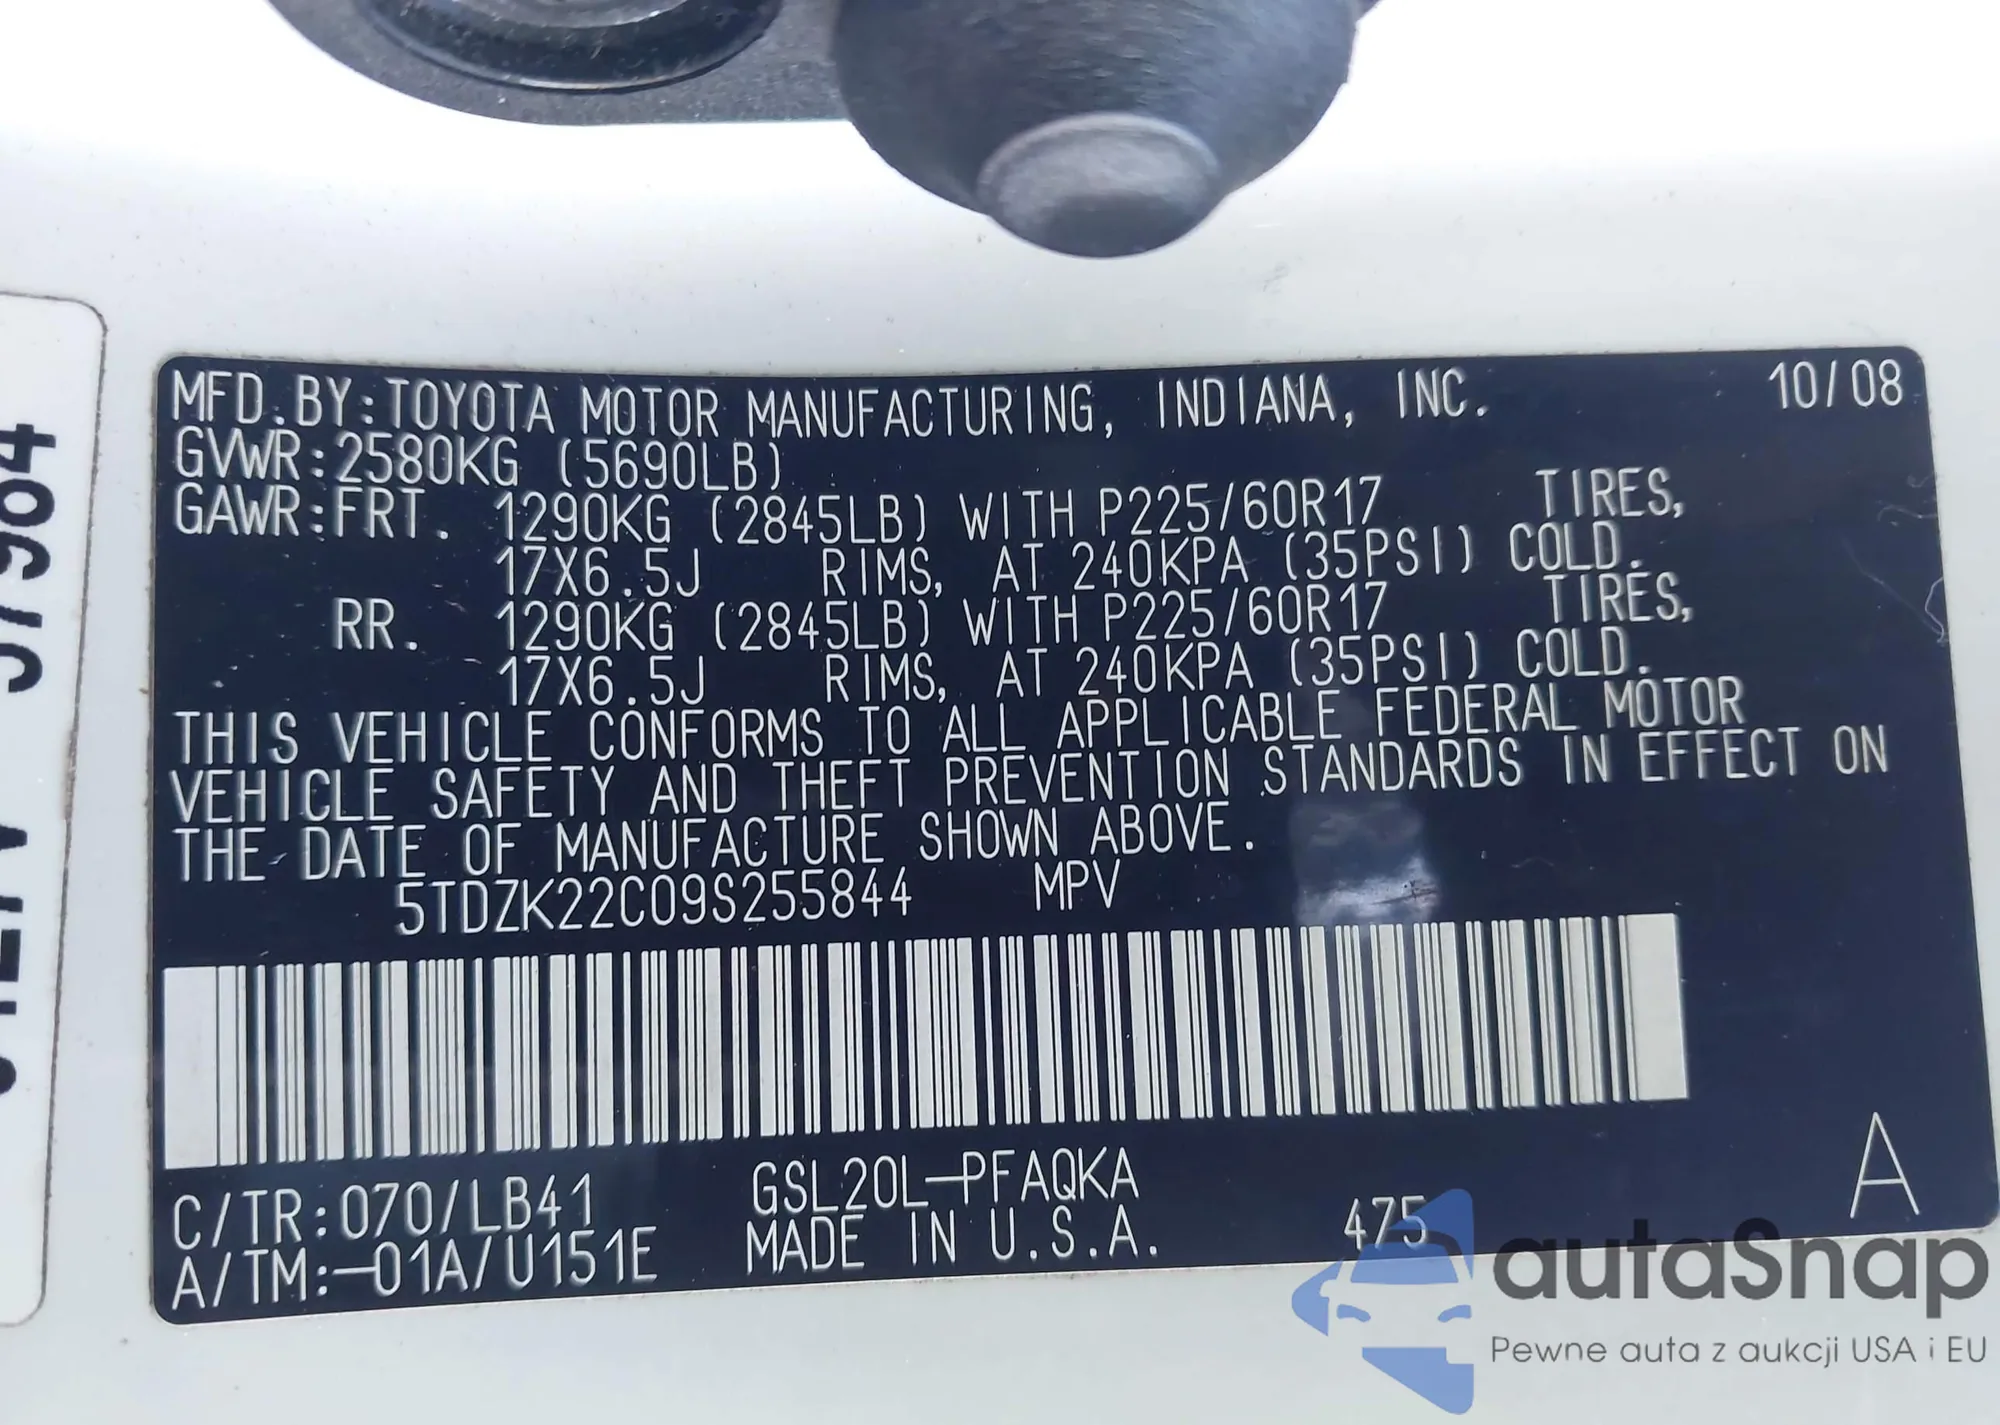 MFD.BY:TOYOTA MOTOR MANUFACTURING, INDIANA, INC. 10/08
GVWR:2580KG (5690LB)
GAWR:FRT. 1290KG (2845LB) WITH P225/60R17 TIRES,
17X6.5J RIMS, AT 240KPA (35PSI) COLD.
RR. 1290KG (2845LB) WITH P225/60R17 TIRES,
17X6.5J RIMS, AT 240KPA (35PSI) COLD.
THIS VEHICLE CONFORMS TO ALL APPLICABLE FEDERAL MOTOR
VEHICLE SAFETY AND THEFT PREVENTION STANDARDS IN EFFECT ON
THE DATE OF MANUFACTURE SHOWN ABOVE.
5TDZK22C09S255844 MPV
C/TR:070/LB41 GSL20L-PFAQKA A
A/TM:-01A/U151E MADE IN U.S.A. 475
autaSnap
Pewne auta z aukcji USA i EU